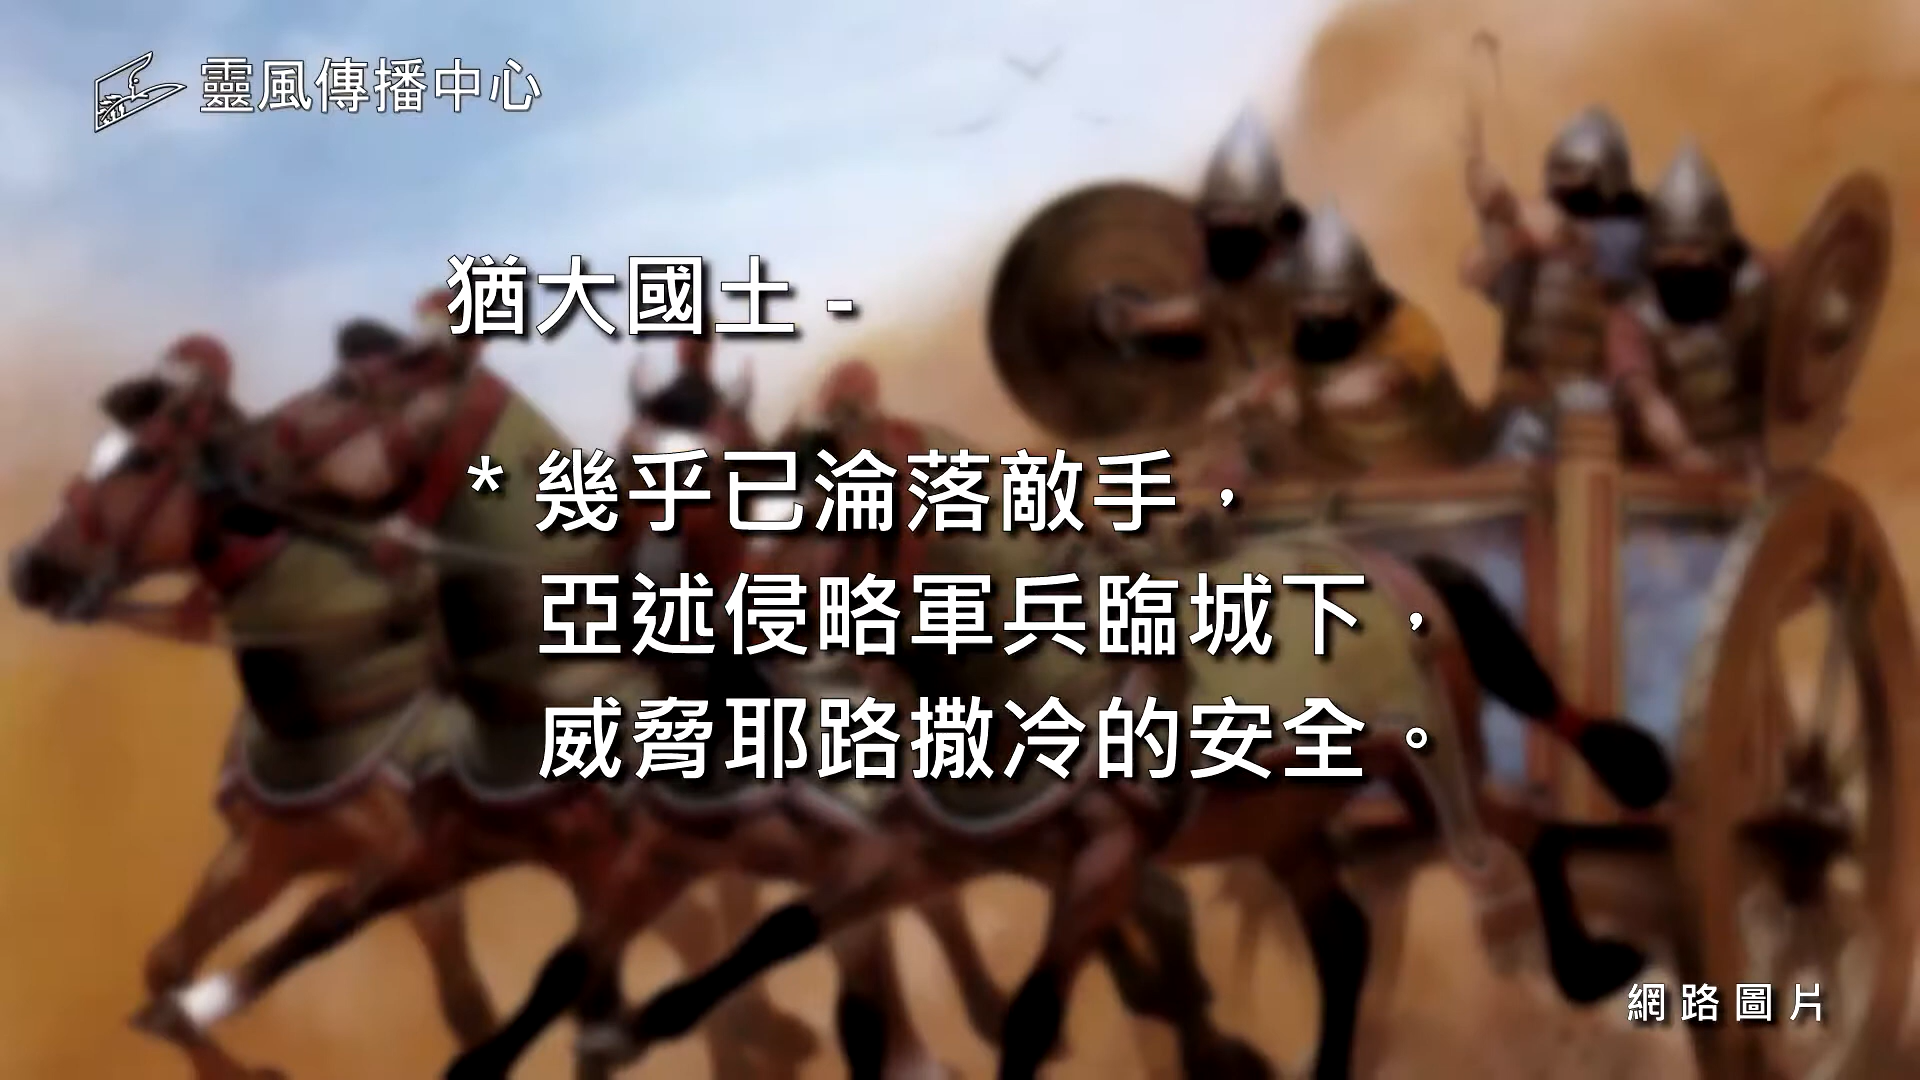 靈風傳播中心
猶大國土 -
* 幾乎已淪落敵手，
亞述侵略軍兵臨城下，
威脅耶路撒冷的安全。
網路圖片